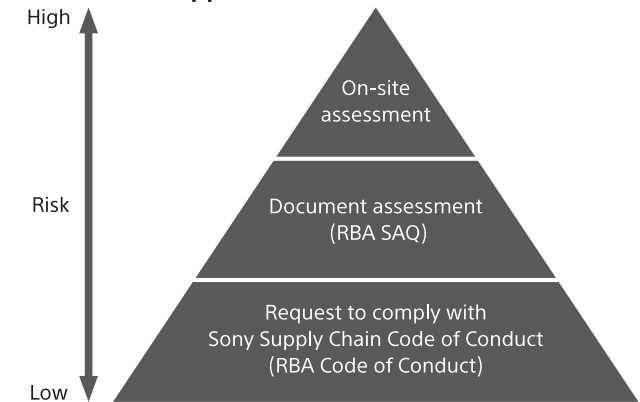 High
On-site
assessment
Risk
Document assessment
(RBA SAQ)
Request to comply with
Sony Supply Chain Code of Conduct
(RBA Code of Conduct)
Low